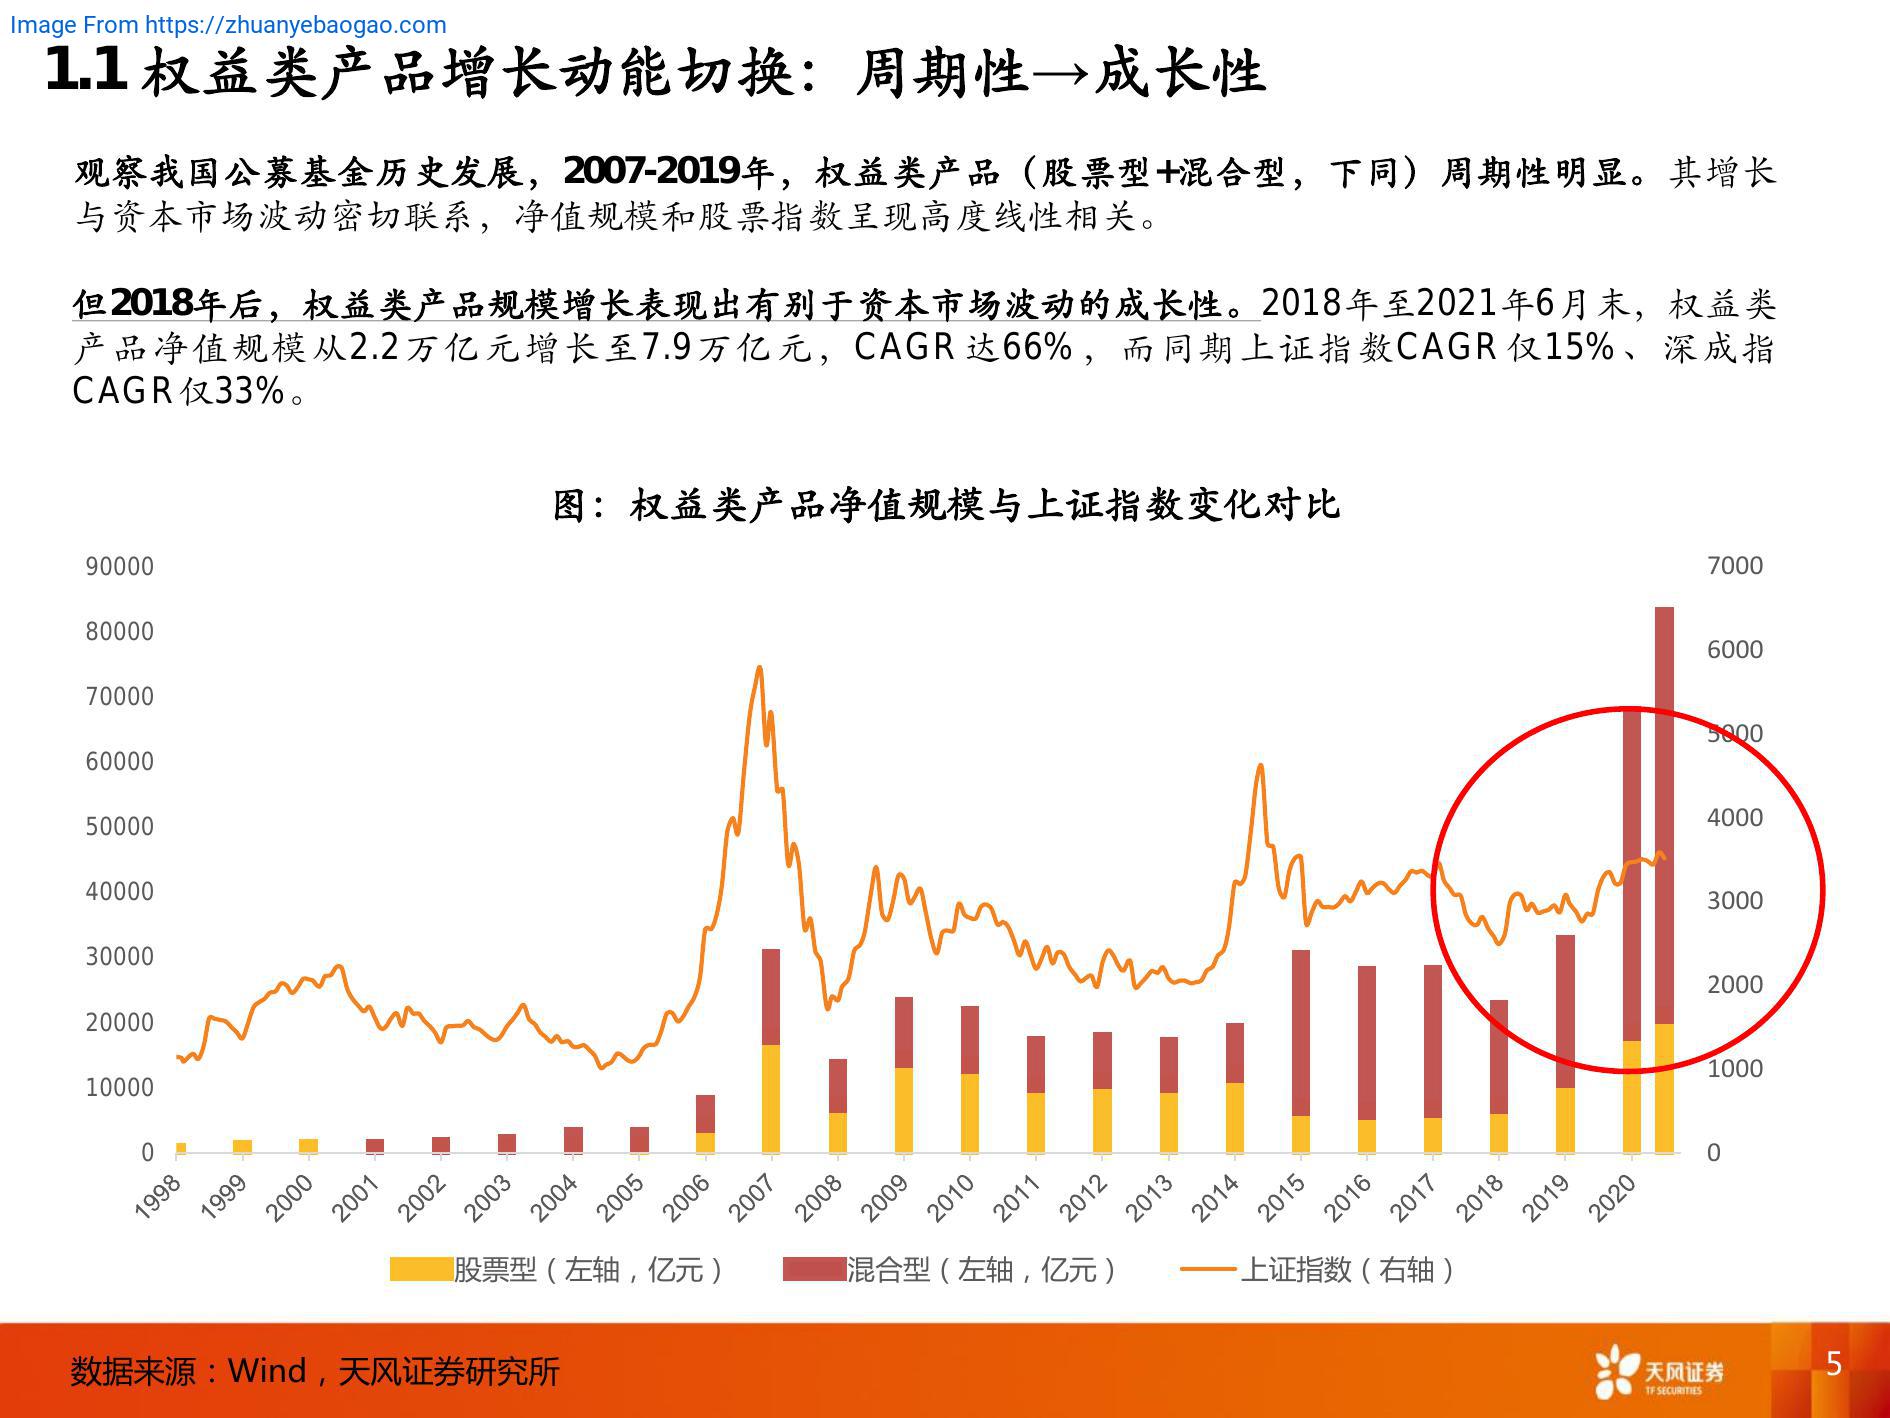 Image From https://zhuanyebaogao.com
1.1 权益类产品增长动能切换：周期性→成长性
观察我国公募基金历史发展，2007-2019年，权益类产品（股票型+混合型，下同）周期性明显。其增长
与资本市场波动密切联系，净值规模和股票指数呈现高度线性相关。
但2018年后，权益类产品规模增长表现出有别于资本市场波动的成长性。2018年至2021年6月末，权益类
产品净值规模从2.2万亿元增长至7.9万亿元，CAGR达66%，而同期上证指数CAGR仅15%、深成指
CAGR仅33%。
图：权益类产品净值规模与上证指数变化对比
90000
80000
70000
60000
50000
40000
30000
20000
10000
0
7000
6000
5000
4000
3000
2000
1000
0
1998 1999 2000 2001 2002 2003 2004 2005 2006 2007 2008 2009 2010 2011 2012 2013 2014 2015 2016 2017 2018 2019 2020
股票型（左轴，亿元） 混合型（左轴，亿元） 上证指数（右轴）
数据来源：Wind，天风证券研究所
天风证券
TF SECURITIES
5